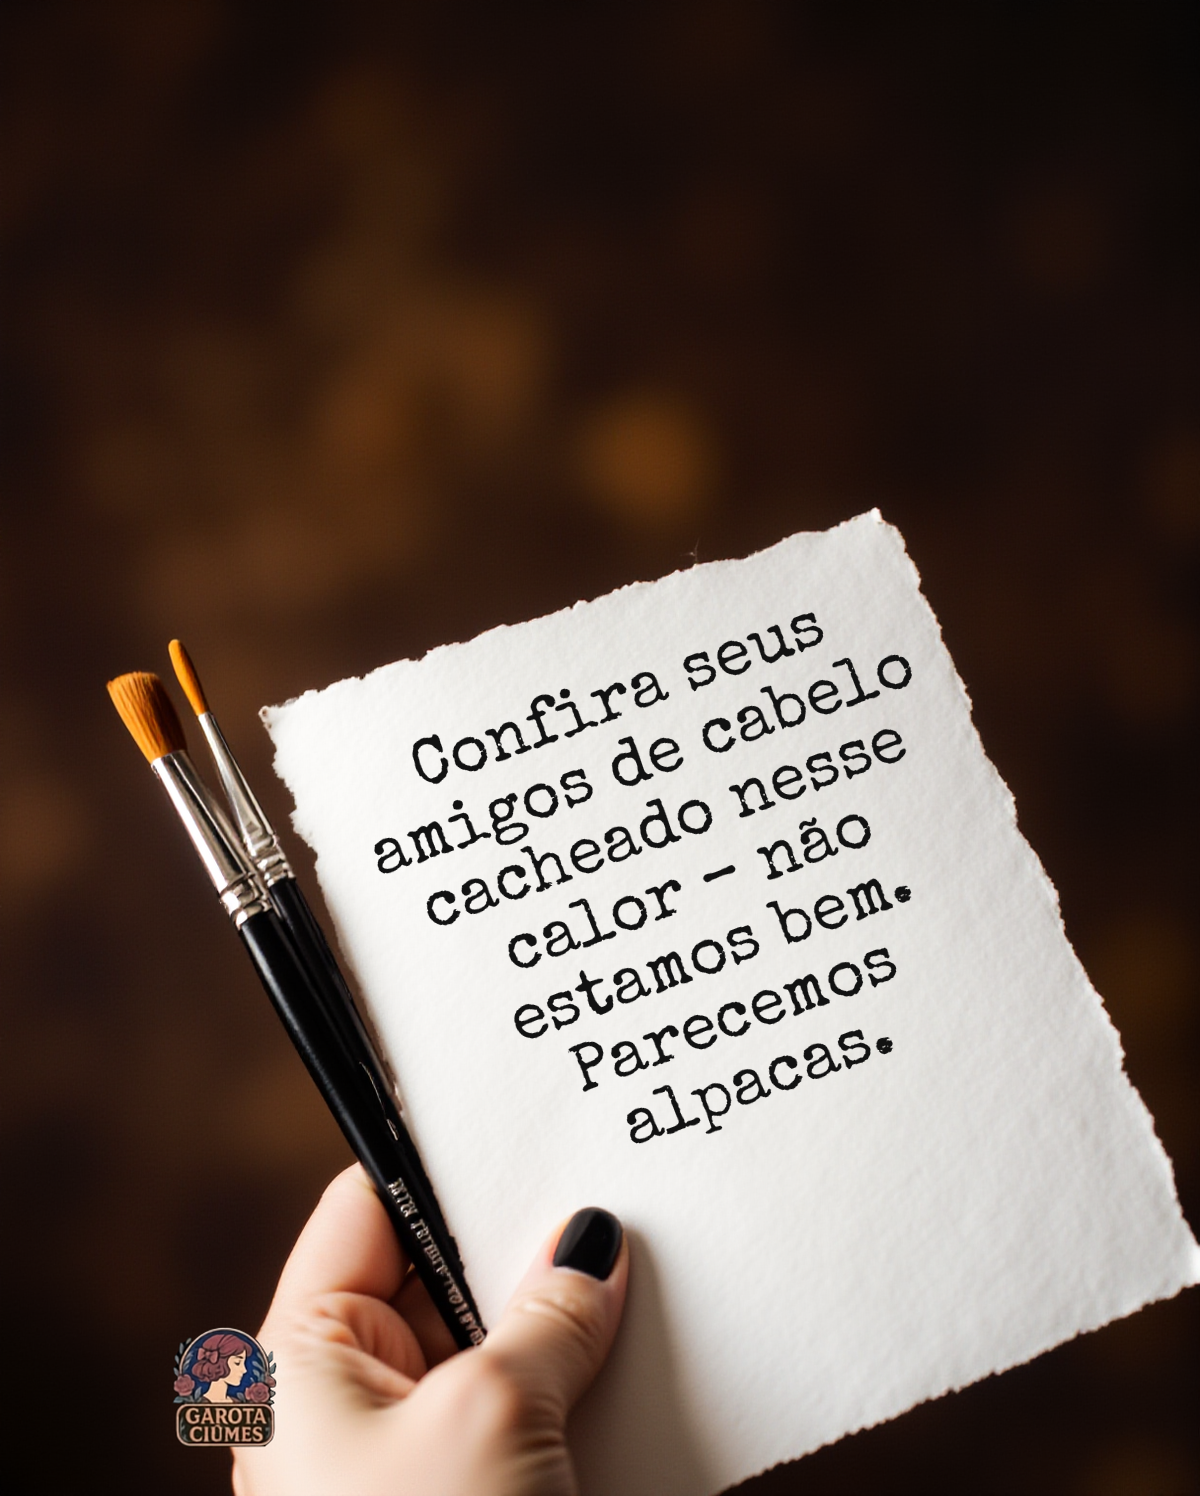 Confira seus
amigos de cabelo
cacheado nesse
calor - não
estamos bem.
Parecemos
alpacas.
GAROTA
CIÚMES